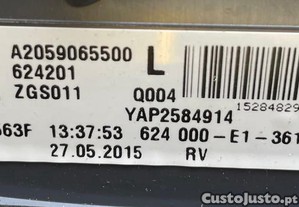 A2059065500 L
624201
ZGS011 Q004
YAP2584914 15284829
563F 13:37:53 624 000-E1-361
27.05.2015 RV
CustoJusto.pt